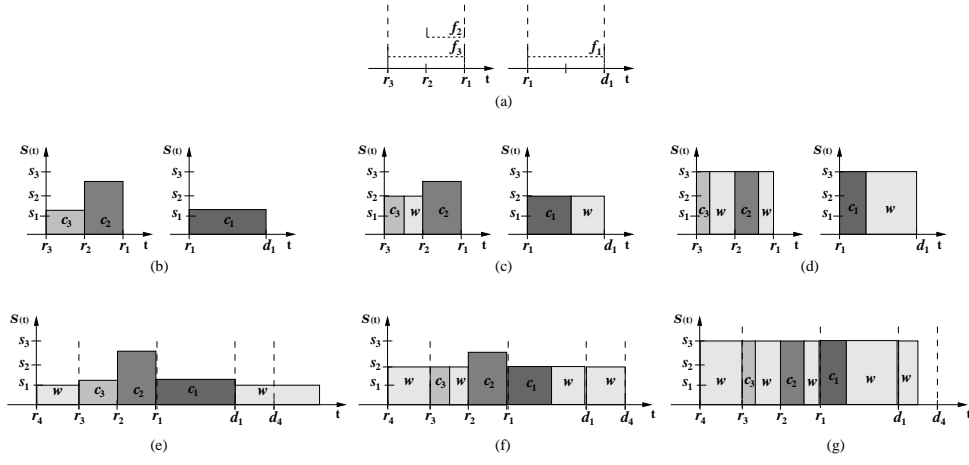 f₂
f₃ f₁
r₃ r₂ r₁ t r₁ d₁ t
(a)
S(t) S(t) S(t) S(t) S(t) S(t)
s₃ s₃ s₃ s₃ s₃ s₃
s₂ s₂ s₂ s₂ s₂ s₂
s₁ s₁ s₁ s₁ s₁ s₁
c₃ c₂ c₁ c₃ w c₂ c₁ w c₃ w c₂ w c₁ w
r₃ r₂ r₁ t r₁ d₁ t r₃ r₂ r₁ t r₁ d₁ t r₃ r₂ r₁ t r₁ d₁ t
(b) (c) (d)
S(t) S(t) S(t)
s₃ s₃ s₃
s₂ s₂ s₂
s₁ s₁ s₁
w c₃ c₂ c₁ w w c₃ w c₂ c₁ w w w c₃ w c₂ w c₁ w w
r₄ r₃ r₂ r₁ d₁ d₄ t r₄ r₃ r₂ r₁ d₁ d₄ t r₄ r₃ r₂ r₁ d₁ d₄ t
(e) (f) (g)